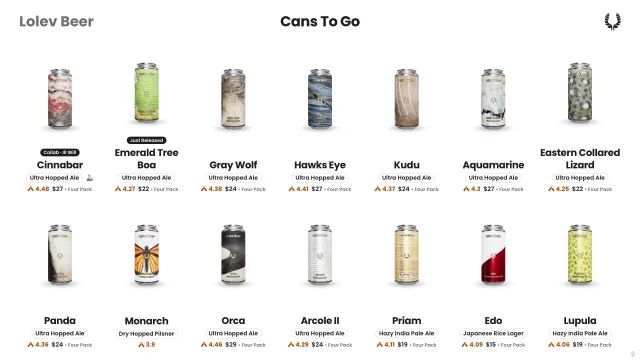 Lolev Beer
Cans To Go
Collab · Ill Will
Cinnabar
Ultra Hopped Ale
4.48 $27 • Four Pack
Just Released
Emerald Tree
Boa
Ultra Hopped Ale
4.27 $22 • Four Pack
Gray Wolf
Ultra Hopped Ale
4.38 $24 • Four Pack
Hawks Eye
Ultra Hopped Ale
4.41 $27 • Four Pack
Kudu
Ultra Hopped Ale
4.37 $24 • Four Pack
Aquamarine
Ultra Hopped Ale
4.3 $27 • Four Pack
Eastern Collared
Lizard
Ultra Hopped Ale
4.25 $22 • Four Pack
Panda
Ultra Hopped Ale
4.36 $24 • Four Pack
Monarch
Dry Hopped Pilsner
3.9
Orca
Ultra Hopped Ale
4.46 $29 • Four Pack
Arcole II
Ultra Hopped Ale
4.29 $24 • Four Pack
Priam
Hazy India Pale Ale
4.11 $19 • Four Pack
Edo
Japanese Rice Lager
4.09 $15 • Four Pack
Lupula
Hazy India Pale Ale
4.06 $19 • Four Pack